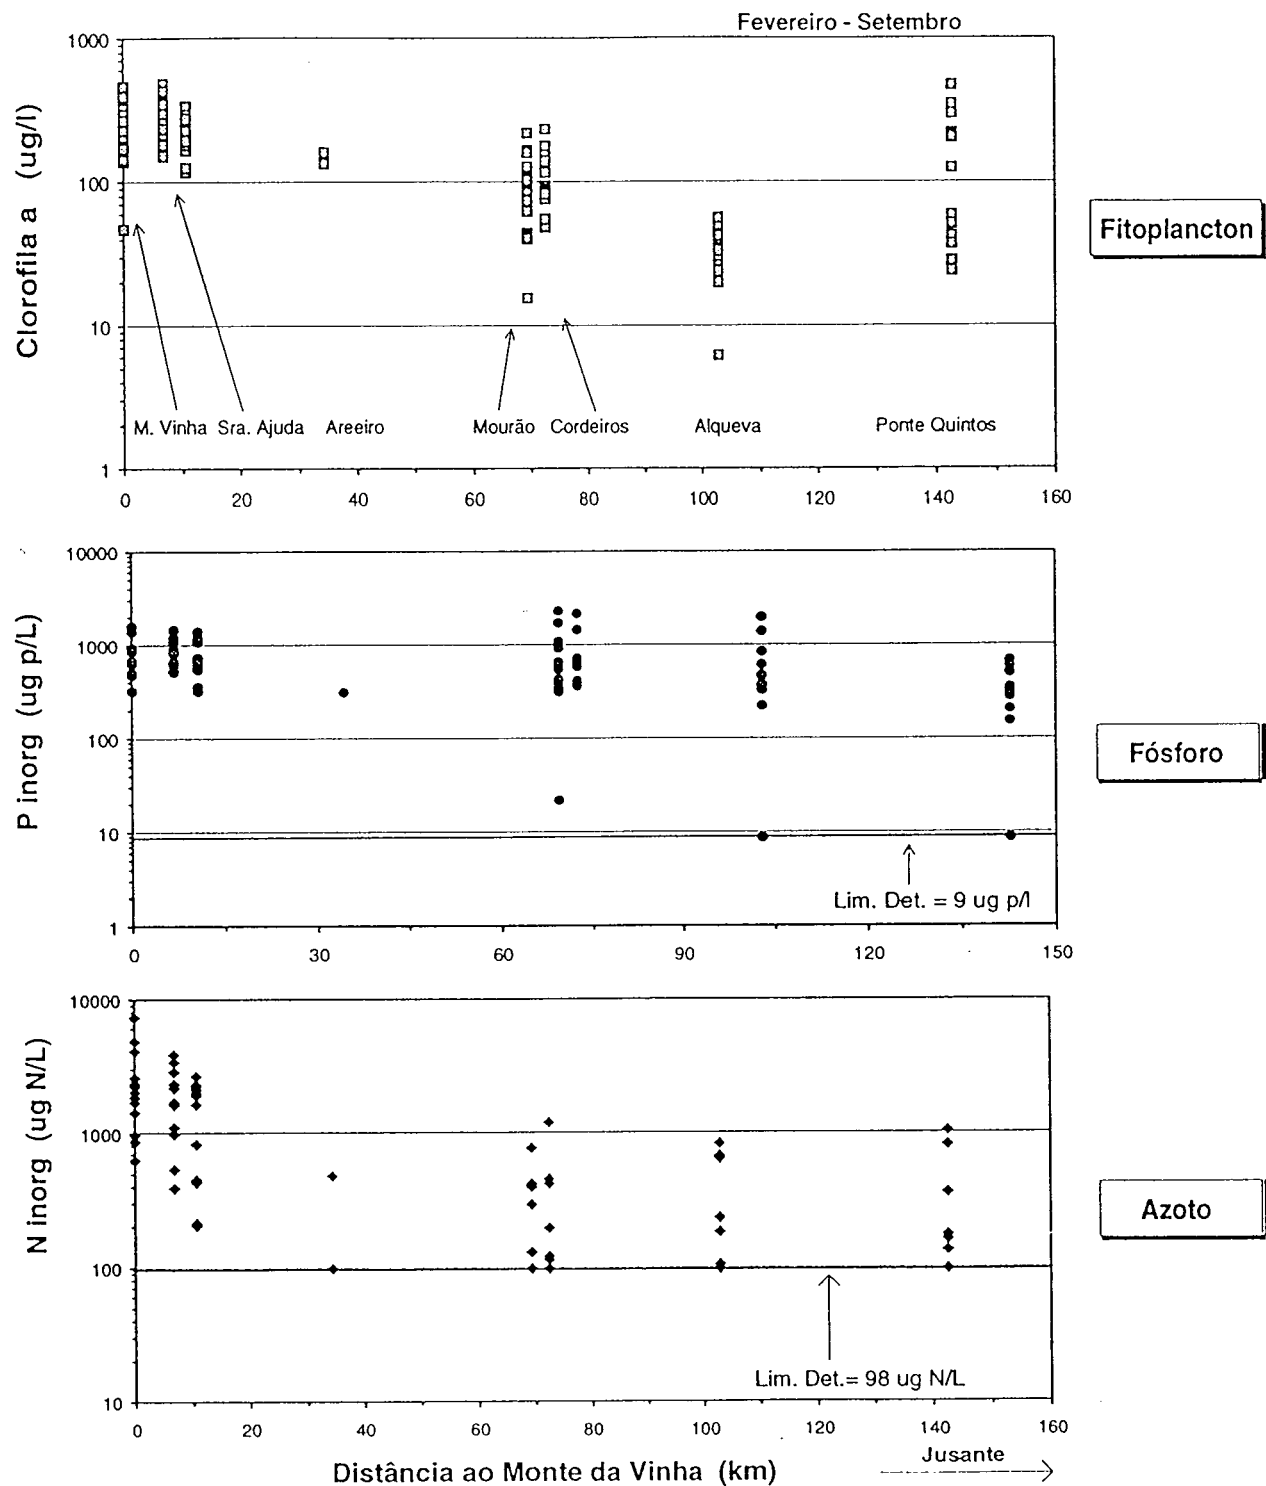 Fevereiro - Setembro
Clorofila a (ug/l)
1000
100
10
1
M. Vinha Sra. Ajuda Areeiro Mourão Cordeiros Alqueva Ponte Quintos
0 20 40 60 80 100 120 140 160
Fitoplancton
P inorg (ug p/L)
10000
1000
100
10
1
Lim. Det. = 9 ug p/l
0 30 60 90 120 150
Fósforo
N inorg (ug N/L)
10000
1000
100
10
Lim. Det.= 98 ug N/L
0 20 40 60 80 100 120 140 160
Azoto
Jusante
Distância ao Monte da Vinha (km)